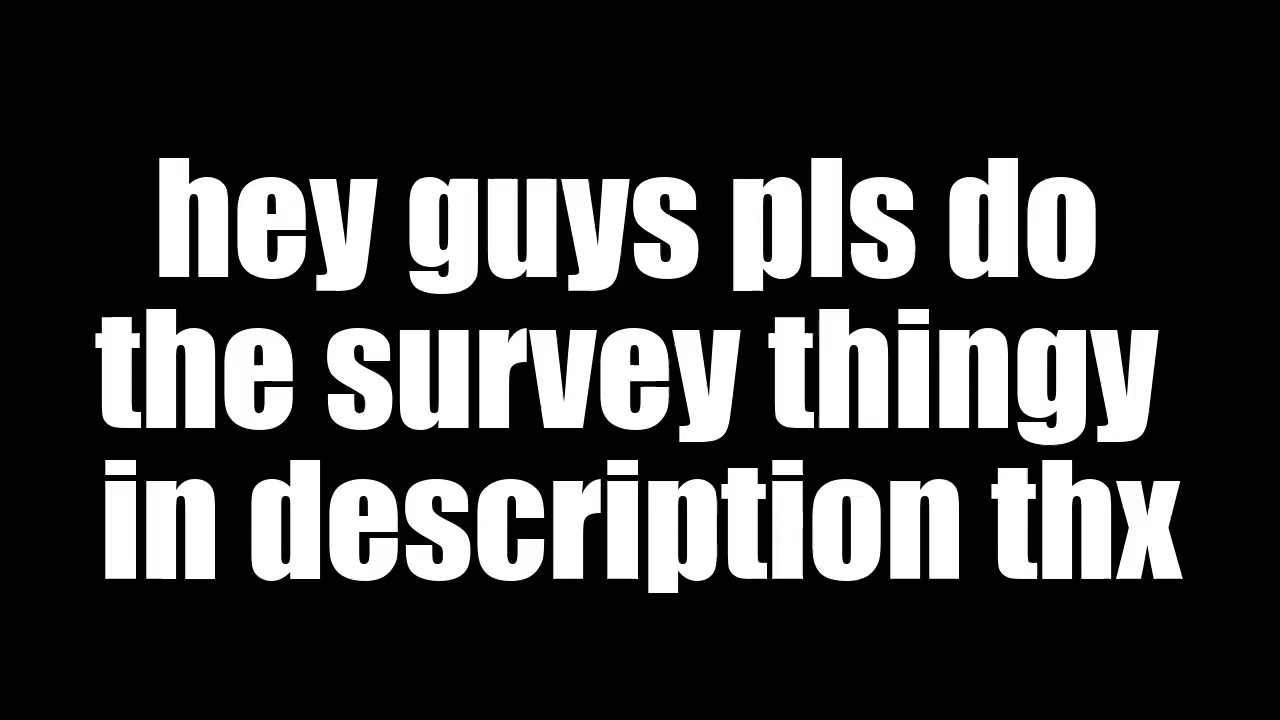 hey guys pls do
the survey thingy
in description thx